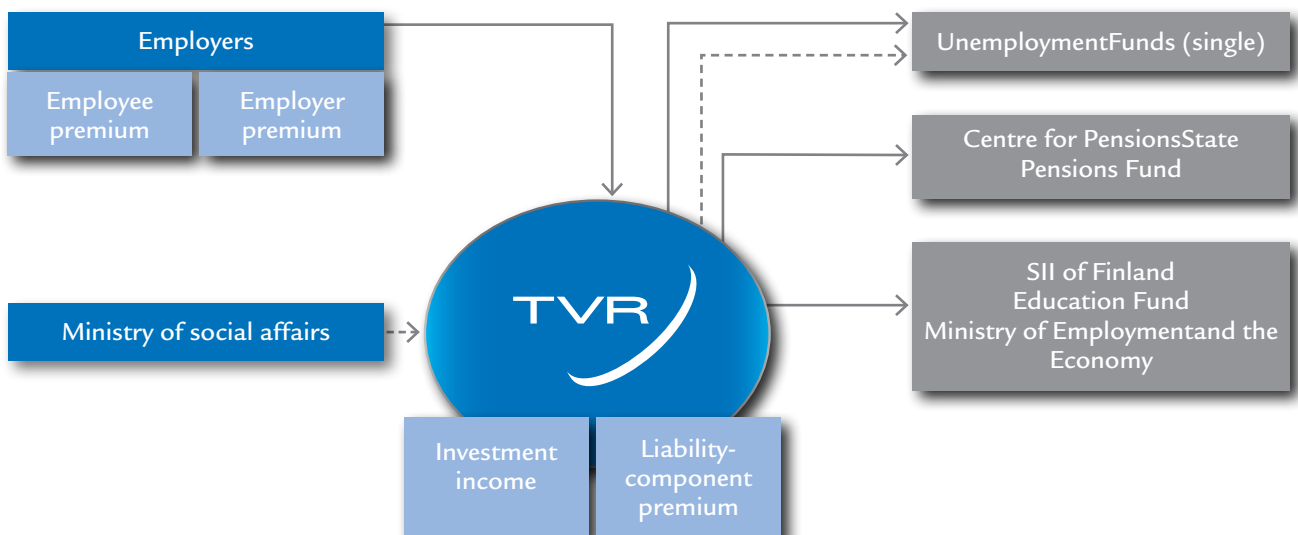 Employers
Employee
premium
Employer
premium
Ministry of social affairs
TVR
Investment
income
Liability-
component
premium
UnemploymentFunds (single)
Centre for PensionsState
Pensions Fund
SII of Finland
Education Fund
Ministry of Employmentand the
Economy